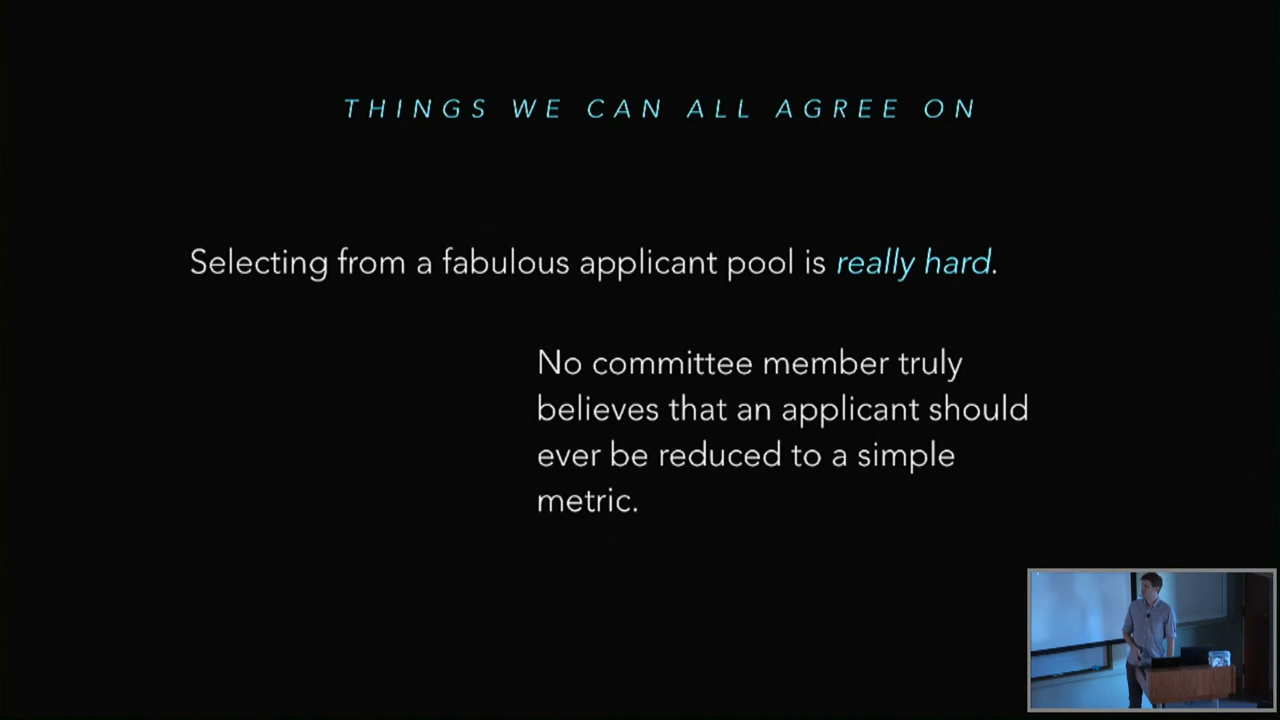 THINGS WE CAN ALL AGREE ON
Selecting from a fabulous applicant pool is really hard.
No committee member truly
believes that an applicant should
ever be reduced to a simple
metric.